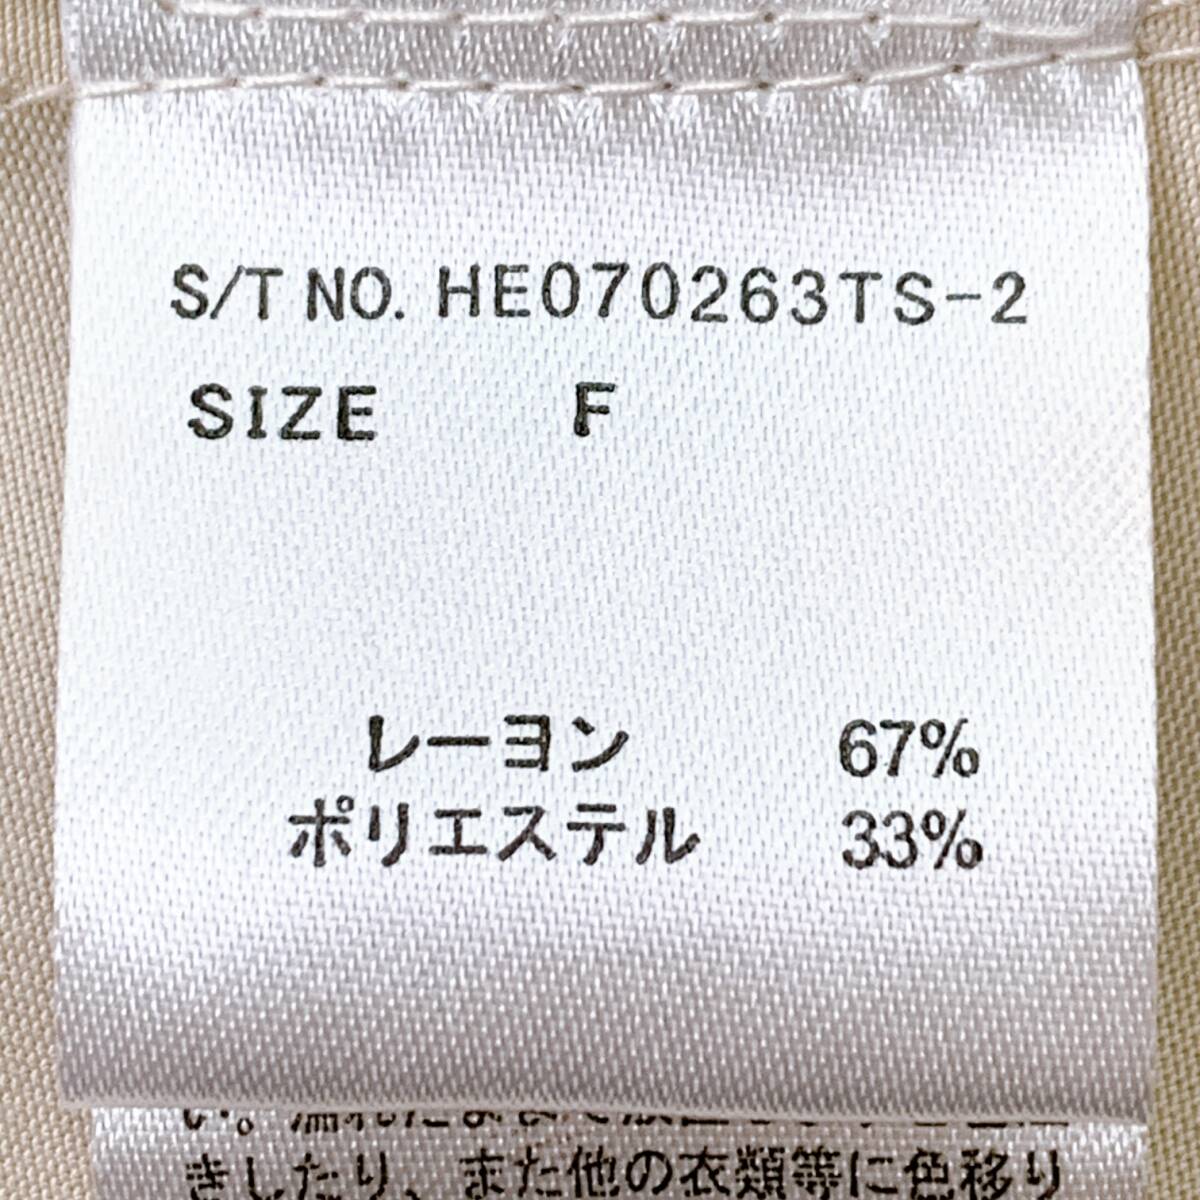 S/T NO. HE070263TS-2
SIZE F
レーヨン 67%
ポリエステル 33%
きしたり、また他の衣類等に色移り